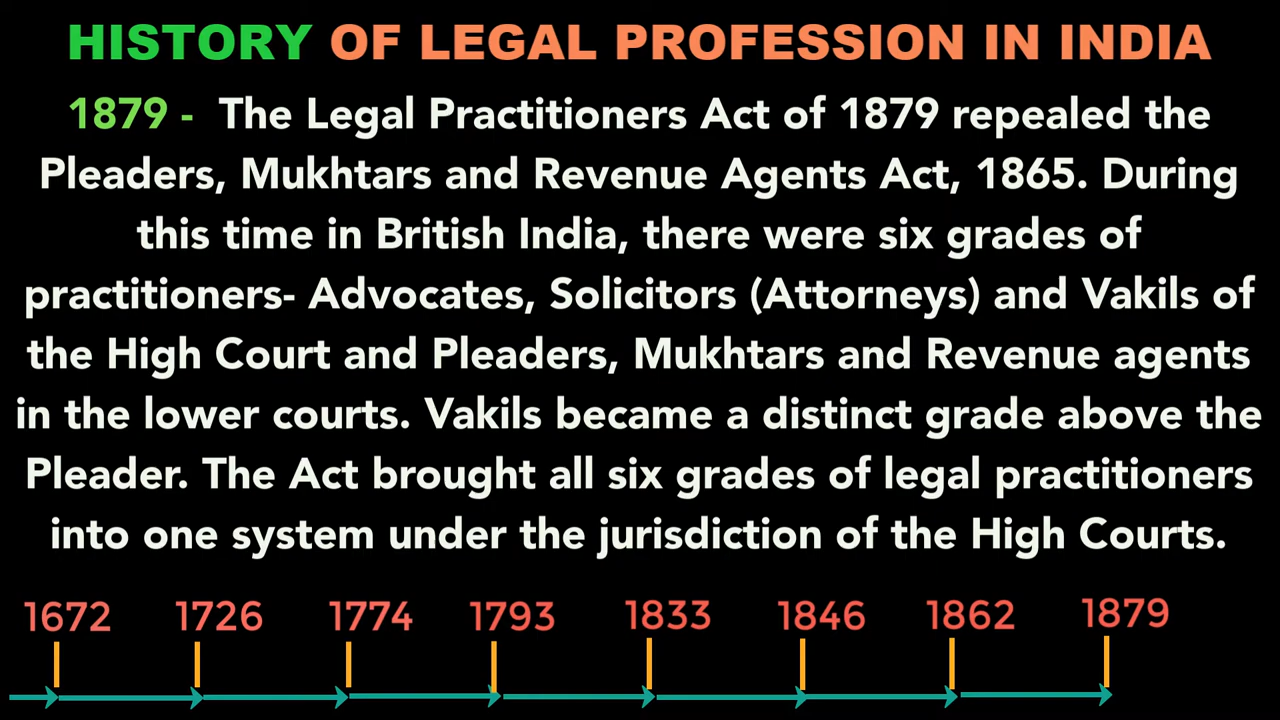 HISTORY OF LEGAL PROFESSION IN INDIA
1879 - The Legal Practitioners Act of 1879 repealed the
Pleaders, Mukhtars and Revenue Agents Act, 1865. During
this time in British India, there were six grades of
practitioners- Advocates, Solicitors (Attorneys) and Vakils of
the High Court and Pleaders, Mukhtars and Revenue agents
in the lower courts. Vakils became a distinct grade above the
Pleader. The Act brought all six grades of legal practitioners
into one system under the jurisdiction of the High Courts.
1672 1726 1774 1793 1833 1846 1862 1879